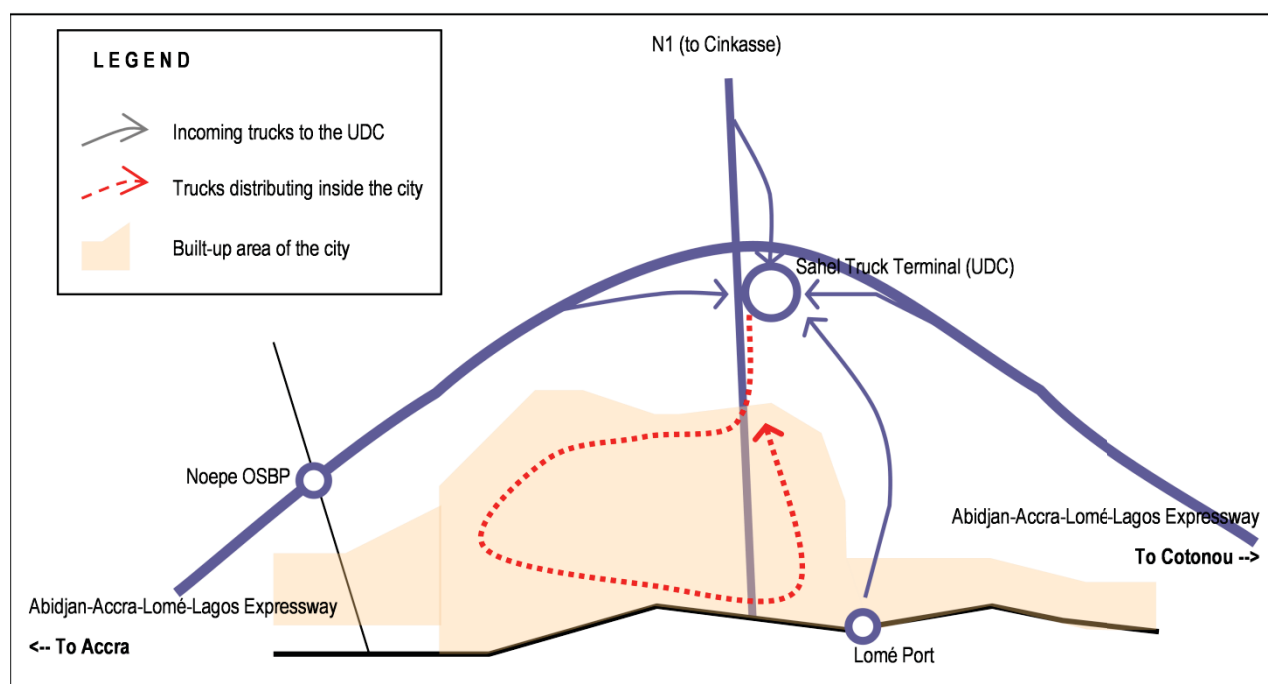 LEGEND
Incoming trucks to the UDC
Trucks distributing inside the city
Built-up area of the city
N1 (to Cinkasse)
Sahel Truck Terminal (UDC)
Noepe OSBP
Abidjan-Accra-Lomé-Lagos Expressway
To Cotonou -->
Abidjan-Accra-Lomé-Lagos Expressway
<-- To Accra
Lomé Port